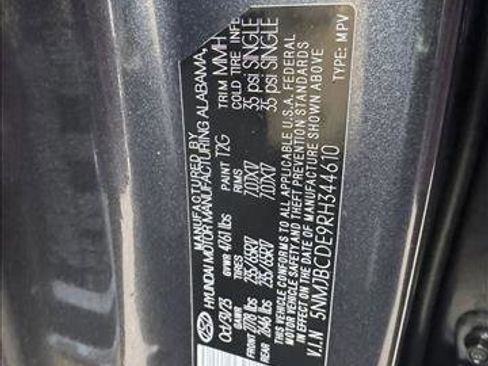 MANUFACTURED BY
HYUNDAI MOTOR MANUFACTURING ALABAMA,
Oct/31/23 GVWR 4761 lbs PAINT T2G TRIM MMH
GAWR TIRES RIMS COLD TIRE INFL
FRONT 2778 lbs 235/65R17 7.0JX17 35 psi SINGLE
REAR 2646 lbs 235/65R17 7.0JX17 35 psi SINGLE
THIS VEHICLE CONFORMS TO ALL APPLICABLE U.S.A. FEDERAL
MOTOR VEHICLE SAFETY AND THEFT PREVENTION STANDARDS
IN EFFECT ON THE DATE OF MANUFACTURE SHOWN ABOVE
V.I.N 5NMJBCDE9RH344610 TYPE: MPV